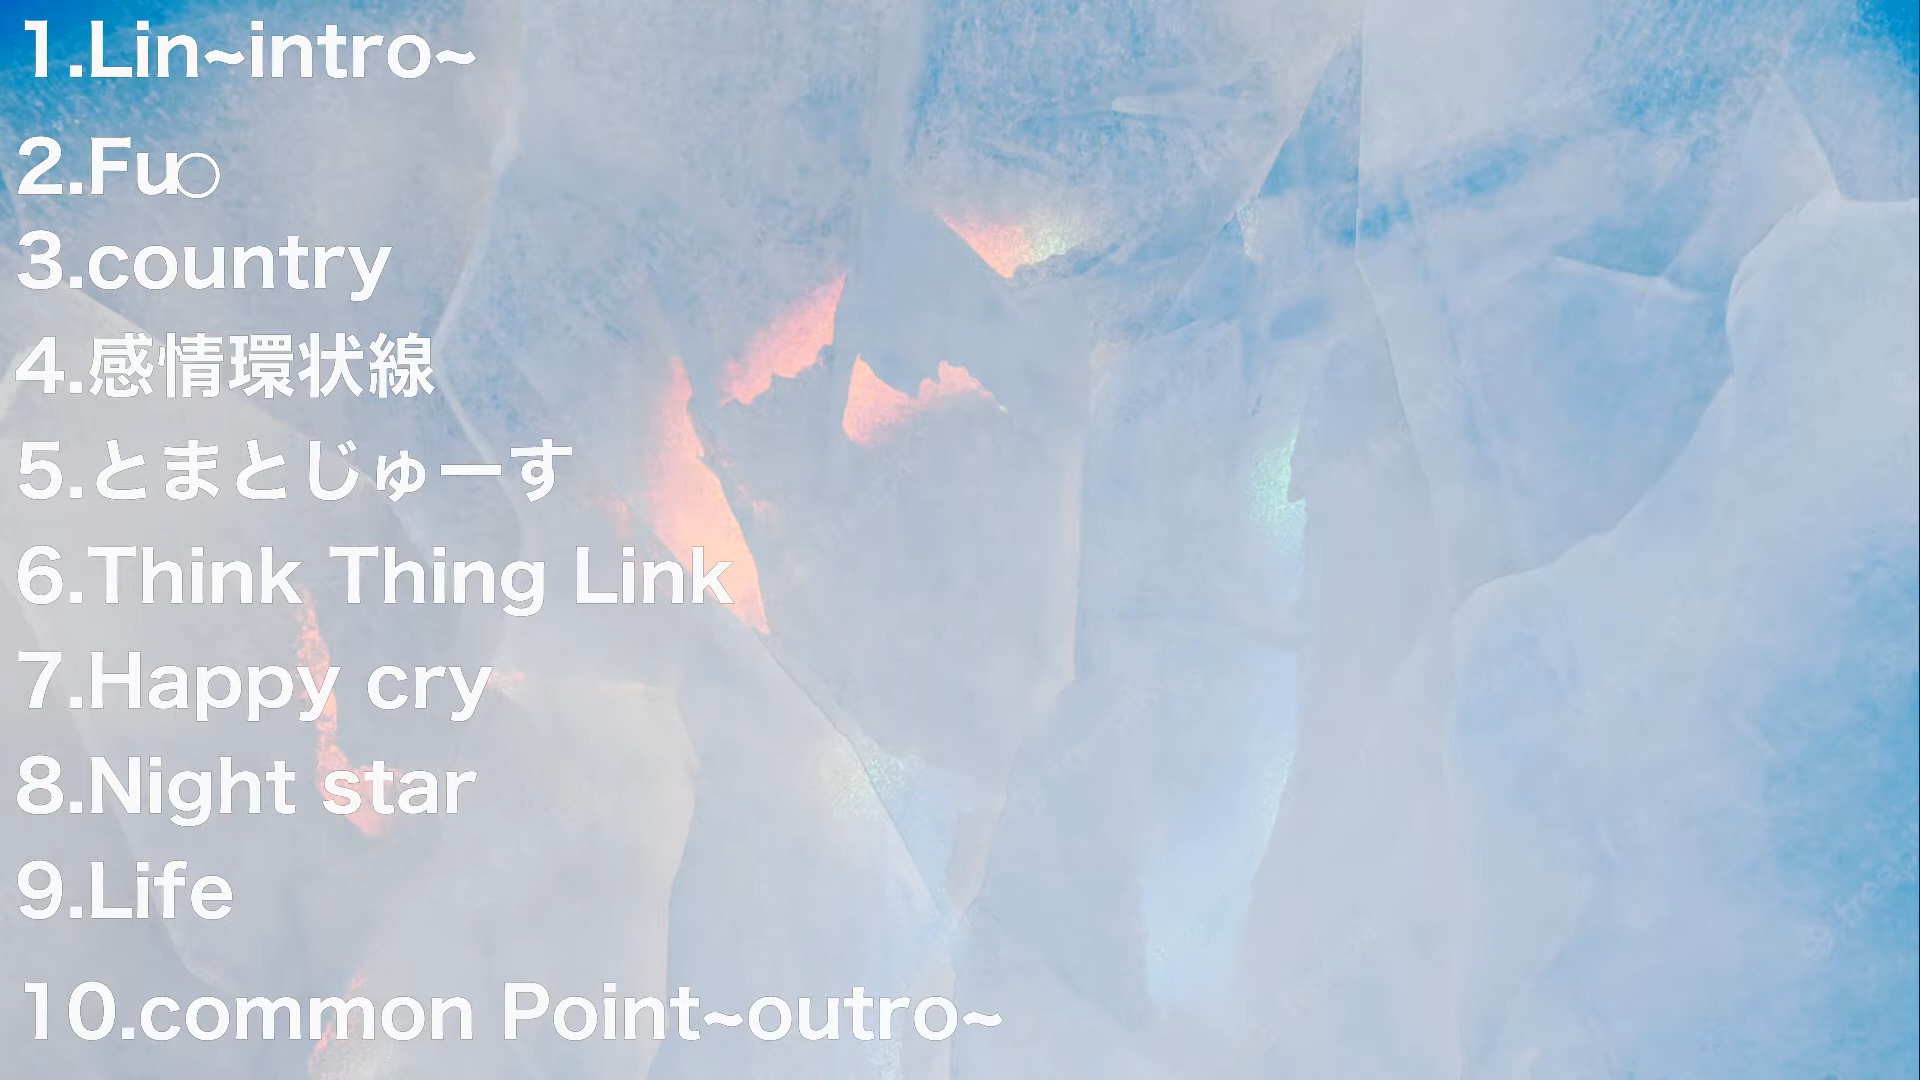 1.Lin~intro~
2.Fu○
3.country
4.感情環状線
5.とまとじゅーす
6.Think Thing Link
7.Happy cry
8.Night star
9.Life
10.common Point~outro~